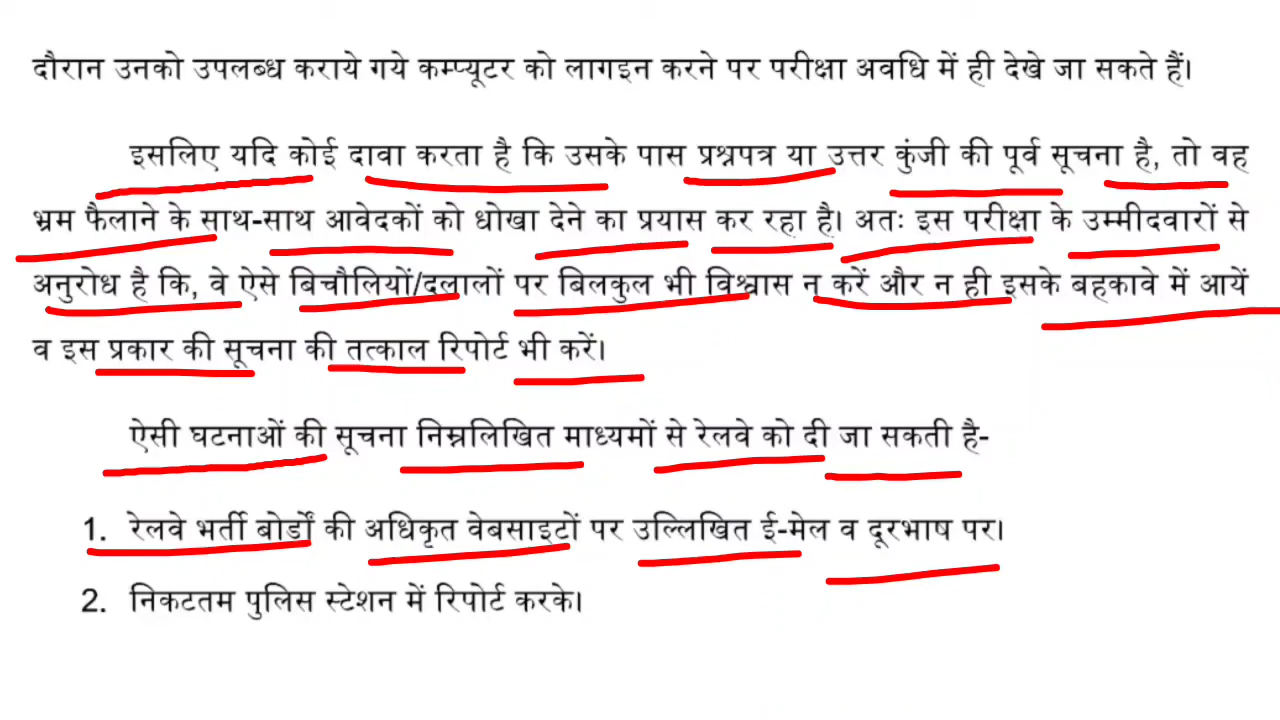 दौरान उनको उपलब्ध कराये गये कम्प्यूटर को लागइन करने पर परीक्षा अवधि में ही देखे जा सकते हैं।
इसलिए यदि कोई दावा करता है कि उसके पास प्रश्नपत्र या उत्तर कुंजी की पूर्व सूचना है, तो वह
भ्रम फैलाने के साथ-साथ आवेदकों को धोखा देने का प्रयास कर रहा है। अतः इस परीक्षा के उम्मीदवारों से
अनुरोध है कि, वे ऐसे बिचौलियों/दलालों पर बिलकुल भी विश्वास न करें और न ही इसके बहकावे में आयें
व इस प्रकार की सूचना की तत्काल रिपोर्ट भी करें।
ऐसी घटनाओं की सूचना निम्नलिखित माध्यमों से रेलवे को दी जा सकती है-
1. रेलवे भर्ती बोर्डों की अधिकृत वेबसाइटों पर उल्लिखित ई-मेल व दूरभाष पर।
2. निकटतम पुलिस स्टेशन में रिपोर्ट करके।